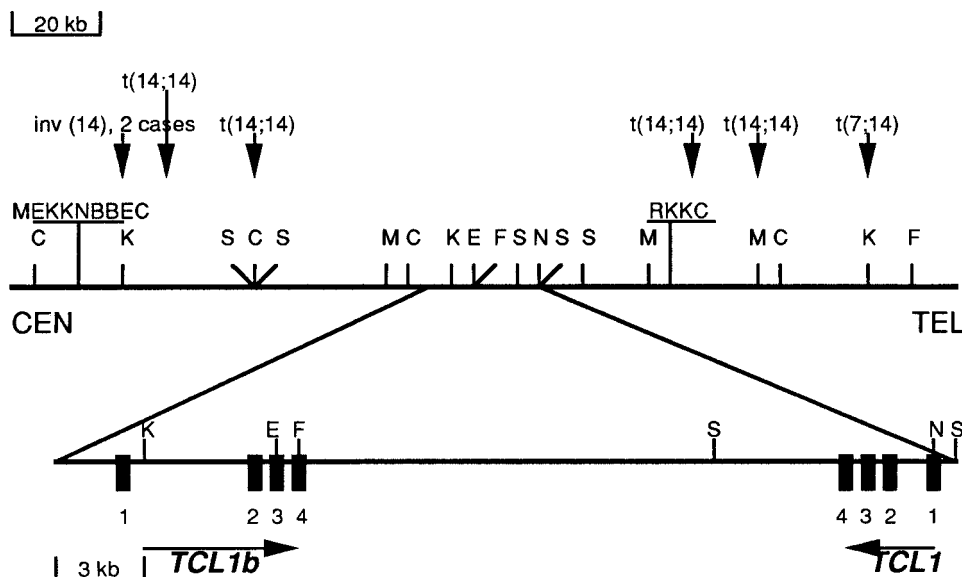 20 kb
t(14;14)
inv (14), 2 cases t(14;14) t(14;14) t(14;14) t(7;14)
MEKKNBBEC RKKC
C K S C S M C K E F S N S S M M C K F
CEN TEL
K E F S N S
1 2 3 4 4 3 2 1
3 kb TCL1b TCL1